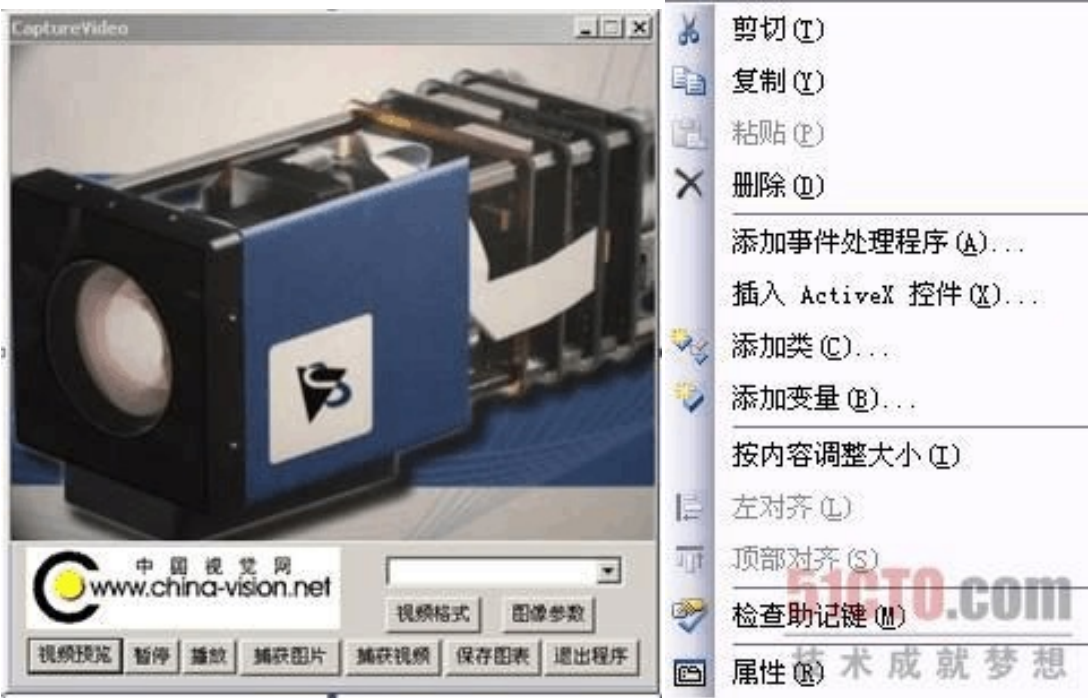 CaptureVideo
中国视觉网
www.china-vision.net
视频格式 图像参数
视频预览 暂停 播放 捕获图片 捕获视频 保存图表 退出程序
剪切(T)
复制(Y)
粘贴(P)
删除(D)
添加事件处理程序(A)...
插入 ActiveX 控件(X)...
添加类(C)...
添加变量(B)...
按内容调整大小(I)
左对齐(L)
顶部对齐(S)
51CTO.com
检查助记键(M)
技术成就梦想
属性(R)